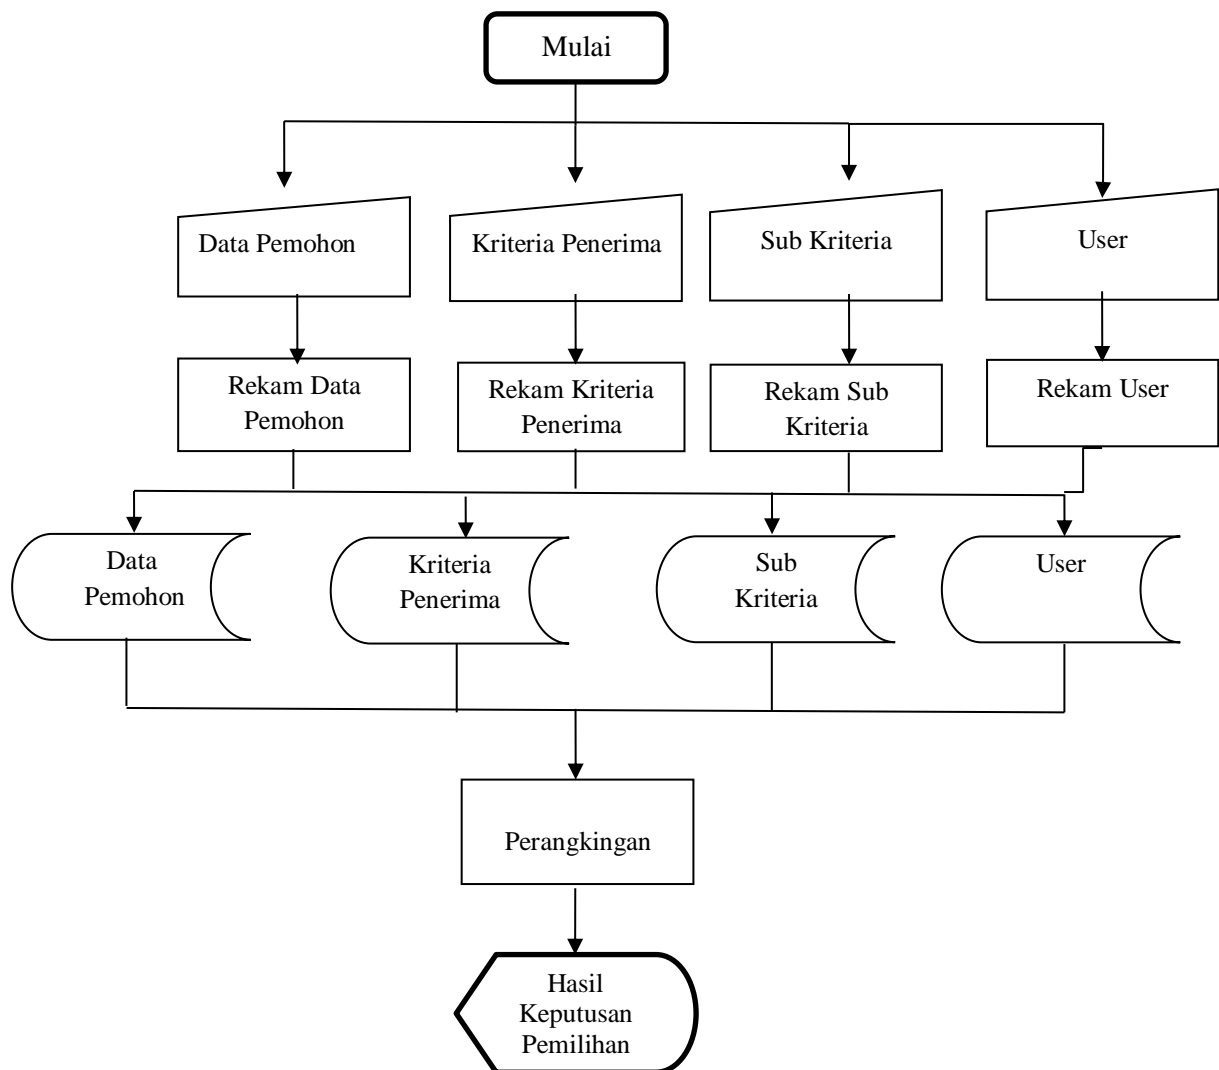 Mulai
Data Pemohon
Kriteria Penerima
Sub Kriteria
User
Rekam Data
Pemohon
Rekam Kriteria
Penerima
Rekam Sub
Kriteria
Rekam User
Data
Pemohon
Kriteria
Penerima
Sub
Kriteria
User
Perangkingan
Hasil
Keputusan
Pemilihan